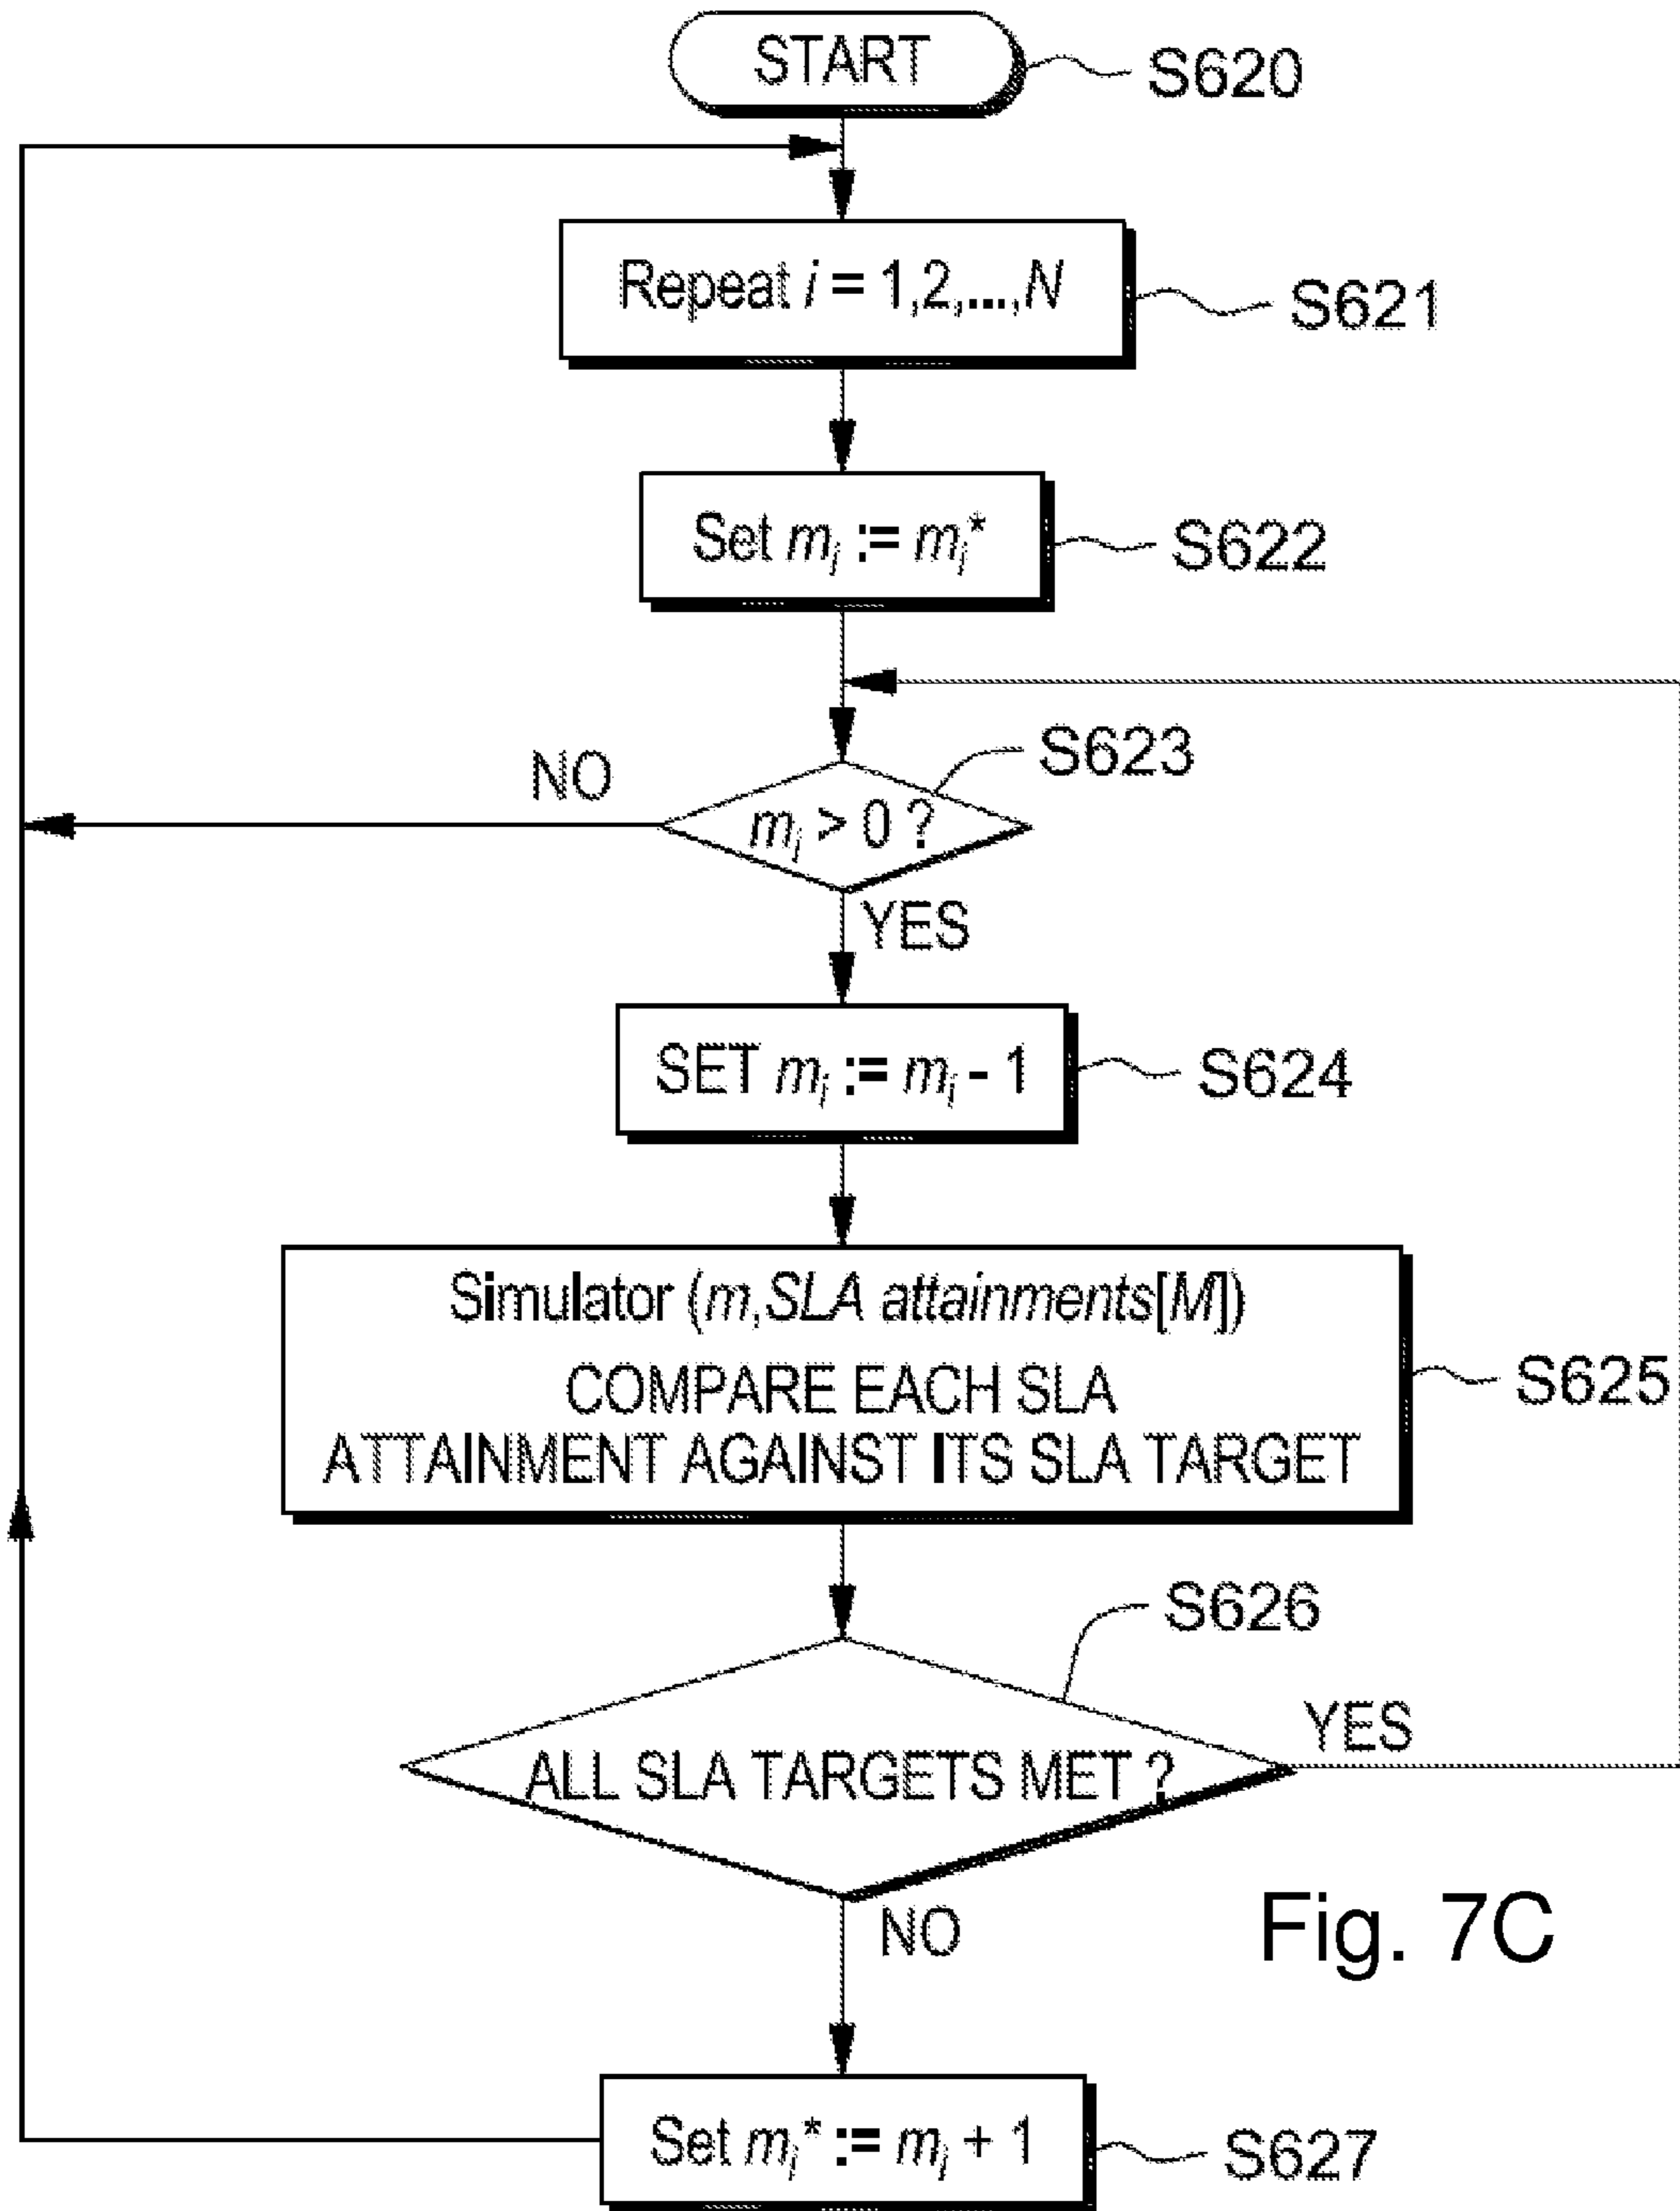 START
S620
Repeat i = 1,2,...,N
S621
Set mᵢ := mᵢ*
S622
S623
NO
mᵢ > 0 ?
YES
SET mᵢ := mᵢ - 1
S624
Simulator (m,SLA attainments[M])
COMPARE EACH SLA
ATTAINMENT AGAINST ITS SLA TARGET
S625
S626
YES
ALL SLA TARGETS MET ?
NO
Fig. 7C
Set mᵢ* := mᵢ + 1
S627